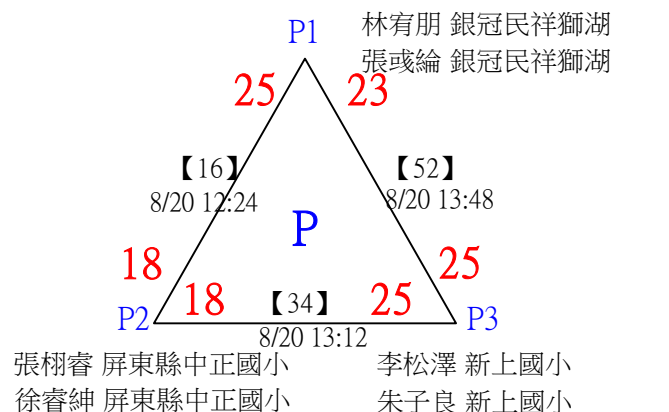 P1
林宥朋 銀冠民祥獅湖
張彧綸 銀冠民祥獅湖
25
23
【16】
8/20 12:24
【52】
8/20 13:48
P
18
25
P2
18
【34】
25
P3
8/20 13:12
張栩睿 屏東縣中正國小
李松澤 新上國小
徐睿紳 屏東縣中正國小
朱子良 新上國小